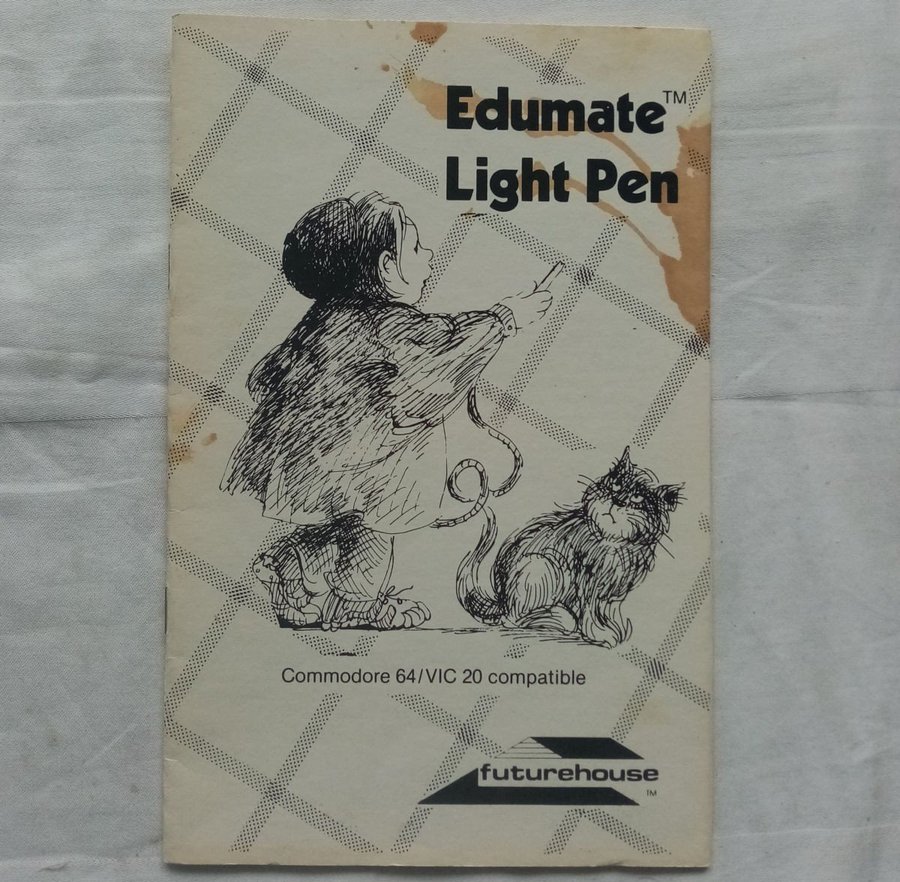 Edumate™
Light Pen
Commodore 64/VIC 20 compatible
futurehouse
TM